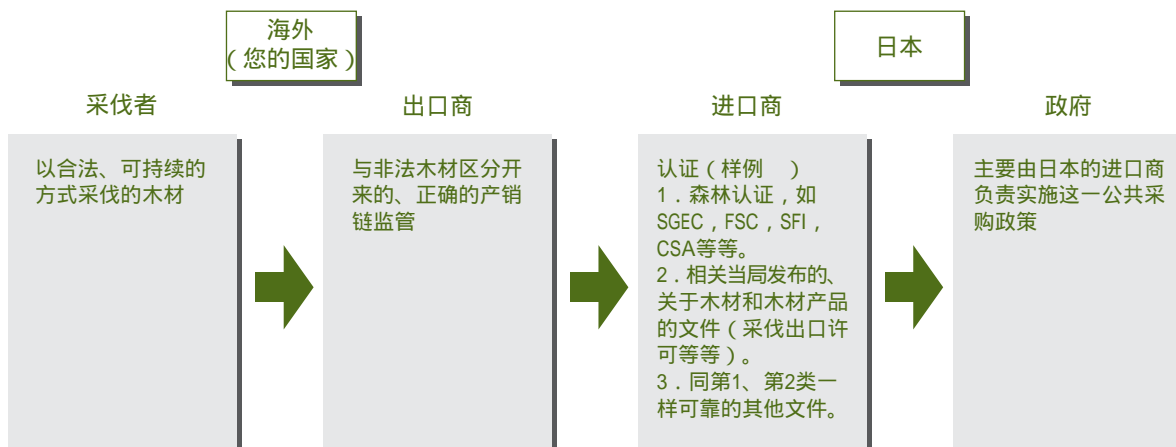 海外
（您的国家）
日本
采伐者
出口商
进口商
政府
以合法、可持续的
方式采伐的木材
与非法木材区分开
来的、正确的产销
链监管
认证（样例　）
1．森林认证，如
SGEC，FSC，SFI，
CSA等等。
2．相关当局发布的、
关于木材和木材产品
的文件（采伐出口许
可等等）。
3．同第1、第2类一
样可靠的其他文件。
主要由日本的进口商
负责实施这一公共采
购政策